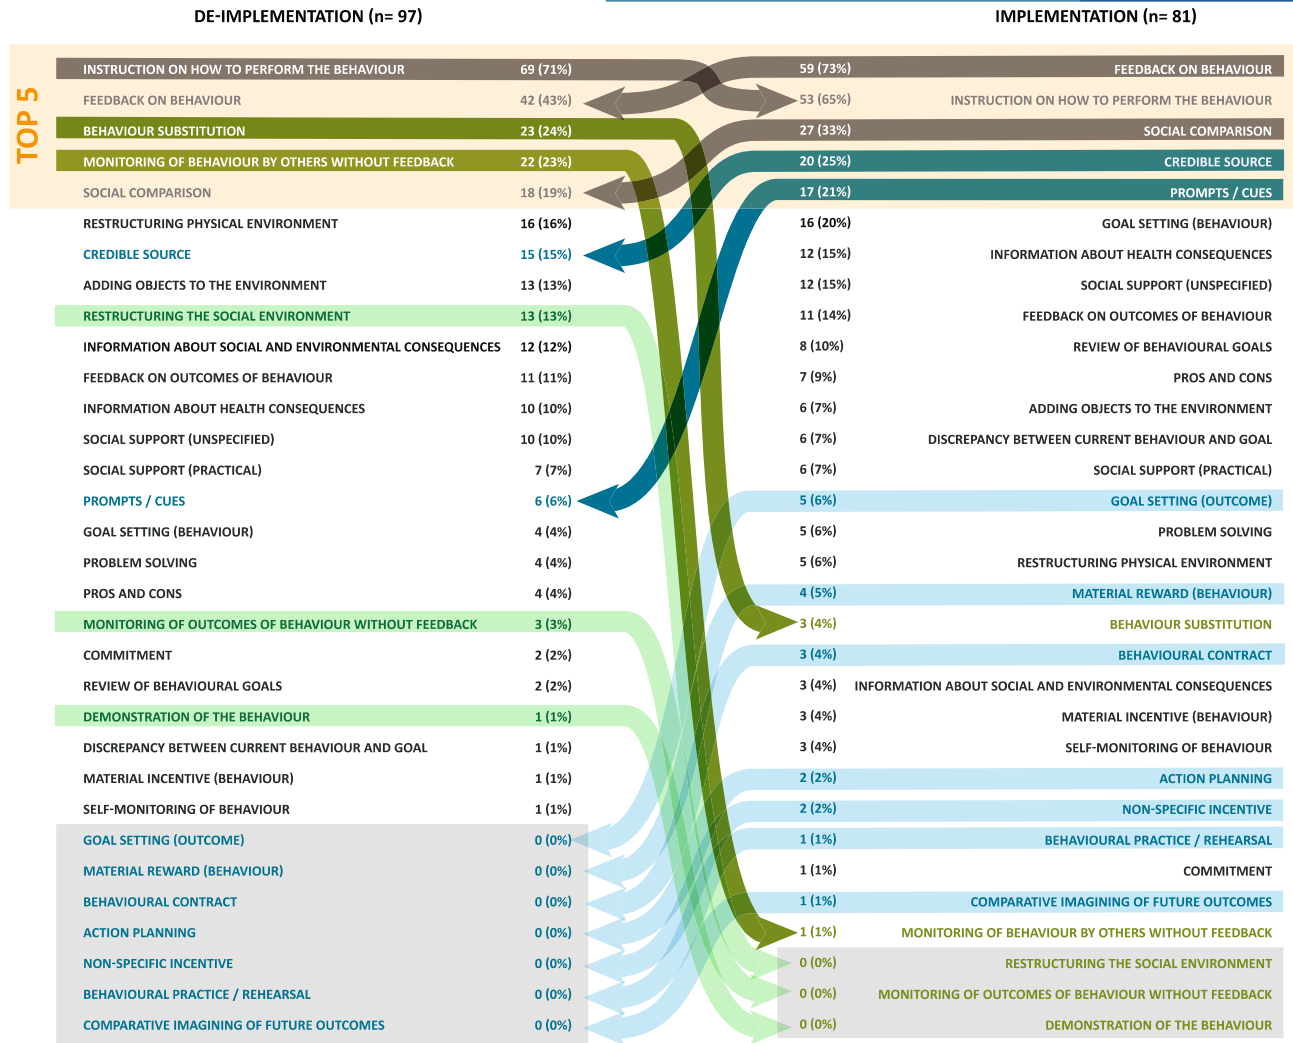 DE-IMPLEMENTATION (n= 97)
IMPLEMENTATION (n= 81)
TOP 5
INSTRUCTION ON HOW TO PERFORM THE BEHAVIOUR 69 (71%)
FEEDBACK ON BEHAVIOUR 42 (43%)
BEHAVIOUR SUBSTITUTION 23 (24%)
MONITORING OF BEHAVIOUR BY OTHERS WITHOUT FEEDBACK 22 (23%)
SOCIAL COMPARISON 18 (19%)
RESTRUCTURING PHYSICAL ENVIRONMENT 16 (16%)
CREDIBLE SOURCE 15 (15%)
ADDING OBJECTS TO THE ENVIRONMENT 13 (13%)
RESTRUCTURING THE SOCIAL ENVIRONMENT 13 (13%)
INFORMATION ABOUT SOCIAL AND ENVIRONMENTAL CONSEQUENCES 12 (12%)
FEEDBACK ON OUTCOMES OF BEHAVIOUR 11 (11%)
INFORMATION ABOUT HEALTH CONSEQUENCES 10 (10%)
SOCIAL SUPPORT (UNSPECIFIED) 10 (10%)
SOCIAL SUPPORT (PRACTICAL) 7 (7%)
PROMPTS / CUES 6 (6%)
GOAL SETTING (BEHAVIOUR) 4 (4%)
PROBLEM SOLVING 4 (4%)
PROS AND CONS 4 (4%)
MONITORING OF OUTCOMES OF BEHAVIOUR WITHOUT FEEDBACK 3 (3%)
COMMITMENT 2 (2%)
REVIEW OF BEHAVIOURAL GOALS 2 (2%)
DEMONSTRATION OF THE BEHAVIOUR 1 (1%)
DISCREPANCY BETWEEN CURRENT BEHAVIOUR AND GOAL 1 (1%)
MATERIAL INCENTIVE (BEHAVIOUR) 1 (1%)
SELF-MONITORING OF BEHAVIOUR 1 (1%)
GOAL SETTING (OUTCOME) 0 (0%)
MATERIAL REWARD (BEHAVIOUR) 0 (0%)
BEHAVIOURAL CONTRACT 0 (0%)
ACTION PLANNING 0 (0%)
NON-SPECIFIC INCENTIVE 0 (0%)
BEHAVIOURAL PRACTICE / REHEARSAL 0 (0%)
COMPARATIVE IMAGINING OF FUTURE OUTCOMES 0 (0%)
59 (73%) FEEDBACK ON BEHAVIOUR
53 (65%) INSTRUCTION ON HOW TO PERFORM THE BEHAVIOUR
27 (33%) SOCIAL COMPARISON
20 (25%) CREDIBLE SOURCE
17 (21%) PROMPTS / CUES
16 (20%) GOAL SETTING (BEHAVIOUR)
12 (15%) INFORMATION ABOUT HEALTH CONSEQUENCES
12 (15%) SOCIAL SUPPORT (UNSPECIFIED)
11 (14%) FEEDBACK ON OUTCOMES OF BEHAVIOUR
8 (10%) REVIEW OF BEHAVIOURAL GOALS
7 (9%) PROS AND CONS
6 (7%) ADDING OBJECTS TO THE ENVIRONMENT
6 (7%) DISCREPANCY BETWEEN CURRENT BEHAVIOUR AND GOAL
6 (7%) SOCIAL SUPPORT (PRACTICAL)
5 (6%) GOAL SETTING (OUTCOME)
5 (6%) PROBLEM SOLVING
5 (6%) RESTRUCTURING PHYSICAL ENVIRONMENT
4 (5%) MATERIAL REWARD (BEHAVIOUR)
3 (4%) BEHAVIOUR SUBSTITUTION
3 (4%) BEHAVIOURAL CONTRACT
3 (4%) INFORMATION ABOUT SOCIAL AND ENVIRONMENTAL CONSEQUENCES
3 (4%) MATERIAL INCENTIVE (BEHAVIOUR)
3 (4%) SELF-MONITORING OF BEHAVIOUR
2 (2%) ACTION PLANNING
2 (2%) NON-SPECIFIC INCENTIVE
1 (1%) BEHAVIOURAL PRACTICE / REHEARSAL
1 (1%) COMMITMENT
1 (1%) COMPARATIVE IMAGINING OF FUTURE OUTCOMES
1 (1%) MONITORING OF BEHAVIOUR BY OTHERS WITHOUT FEEDBACK
0 (0%) RESTRUCTURING THE SOCIAL ENVIRONMENT
0 (0%) MONITORING OF OUTCOMES OF BEHAVIOUR WITHOUT FEEDBACK
0 (0%) DEMONSTRATION OF THE BEHAVIOUR